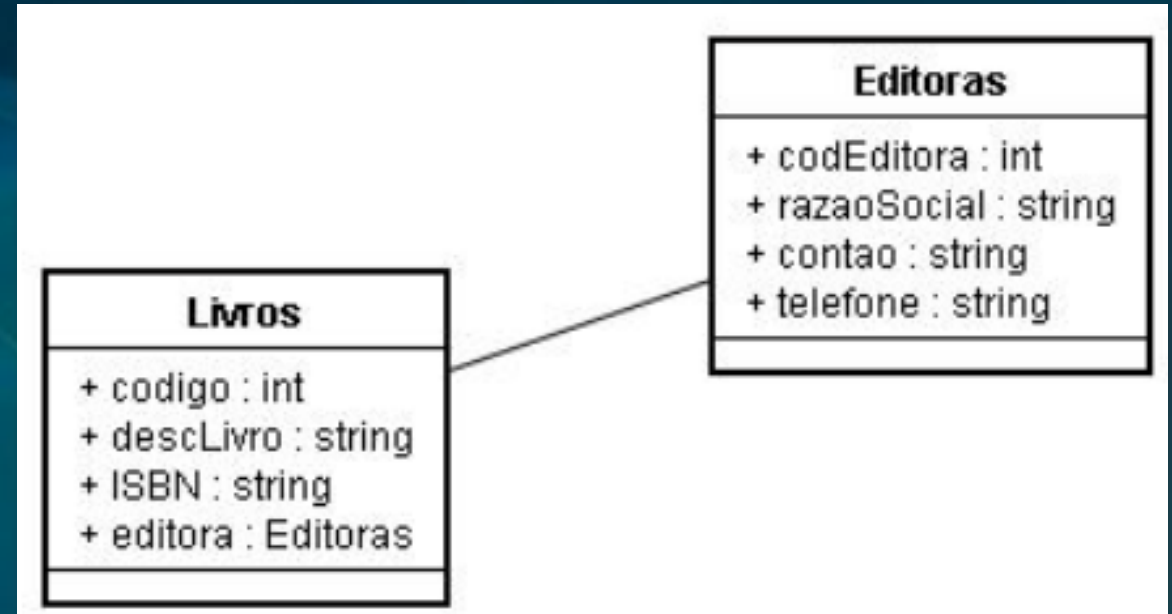 Editoras
+ codEditora : int
+ razaoSocial : string
+ contao : string
+ telefone : string
Livros
+ codigo : int
+ descLivro : string
+ ISBN : string
+ editora : Editoras